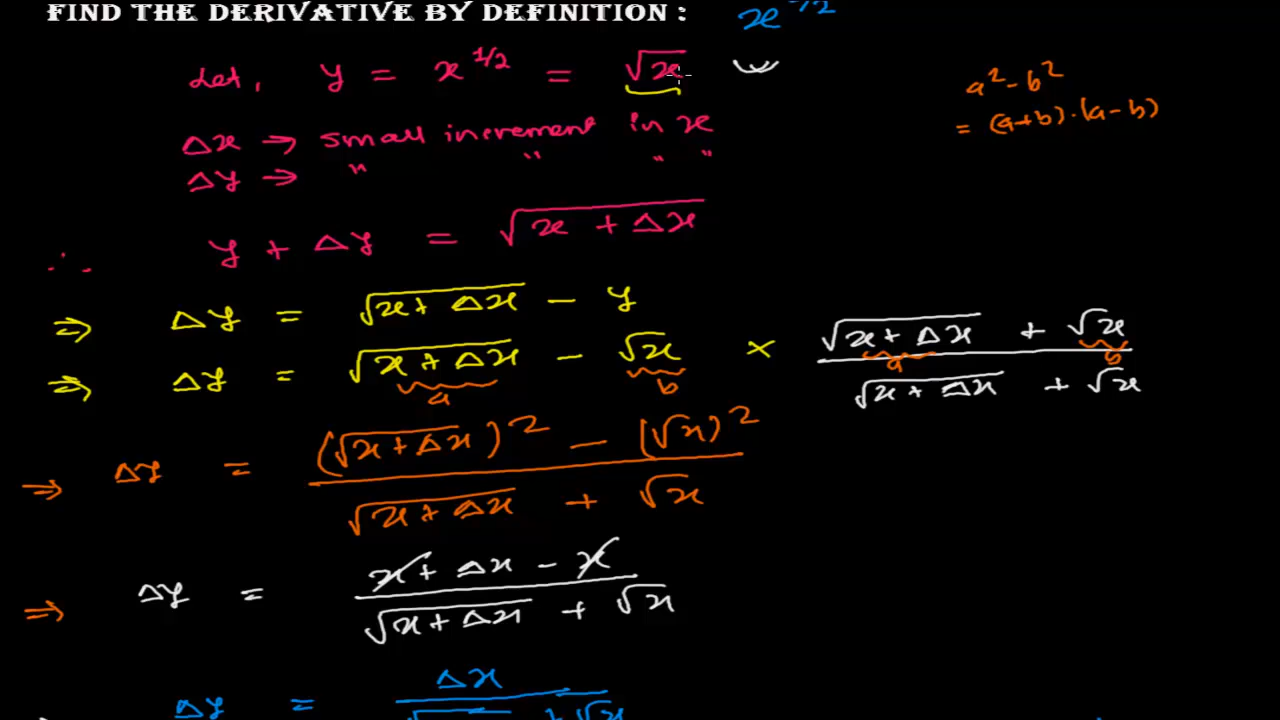 FIND THE DERIVATIVE BY DEFINITION : x^1/2
Let, y = x^1/2 = √x
a² - b²
= (a+b).(a-b)
Δx → small increment in x
Δy → " " " "
∴ y + Δy = √(x + Δx)
⇒ Δy = √(x + Δx) - y
⇒ Δy = √(x + Δx) - √x × (√(x + Δx) + √x) / (√(x + Δx) + √x)
a b a b
⇒ Δy = ((√(x+Δx))² - (√x)²) / (√(x+Δx) + √x)
⇒ Δy = (x + Δx - x) / (√(x+Δx) + √x)
Δy = Δx / + √x